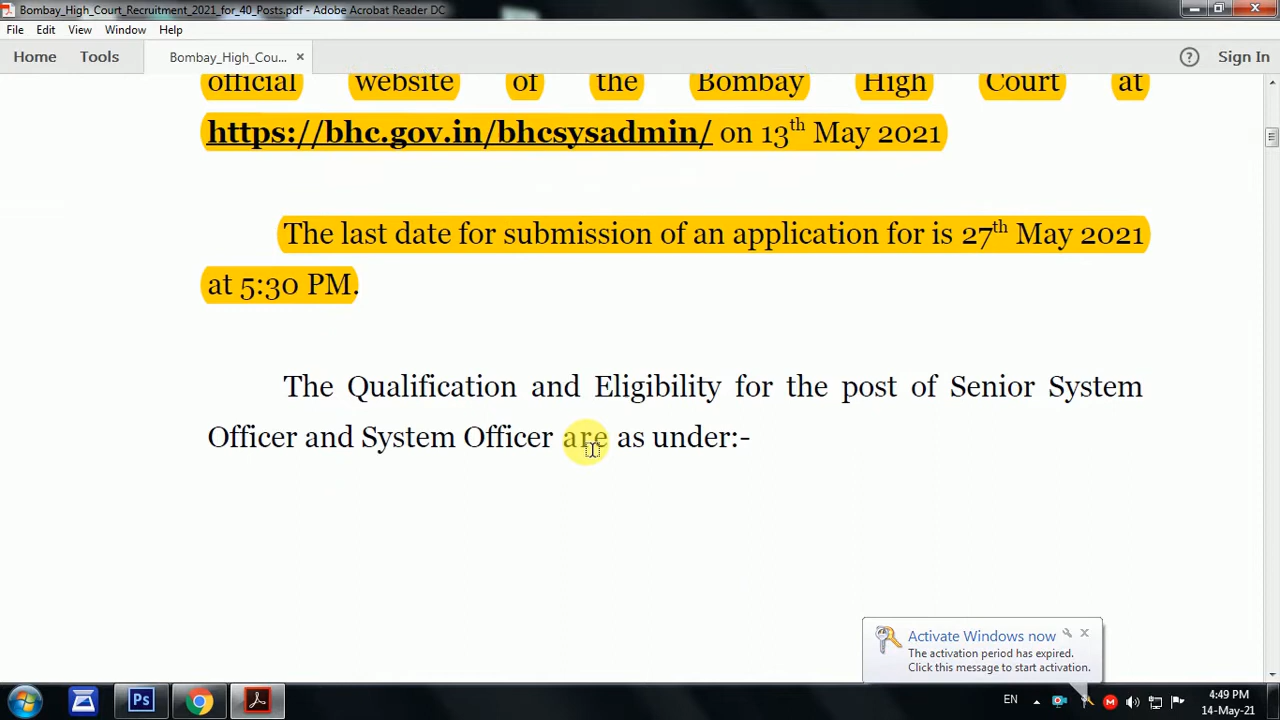 Bombay_High_Court_Recruitment_2021_for_40_Posts.pdf - Adobe Acrobat Reader DC
File Edit View Window Help
Home Tools Bombay_High_Cou... × ? Sign In
official website of the Bombay High Court at
https://bhc.gov.in/bhcsysadmin/ on 13th May 2021
The last date for submission of an application for is 27th May 2021
at 5:30 PM.
The Qualification and Eligibility for the post of Senior System
Officer and System Officer are as under:-
Activate Windows now
The activation period has expired.
Click this message to start activation.
Ps
EN
4:49 PM
14-May-21